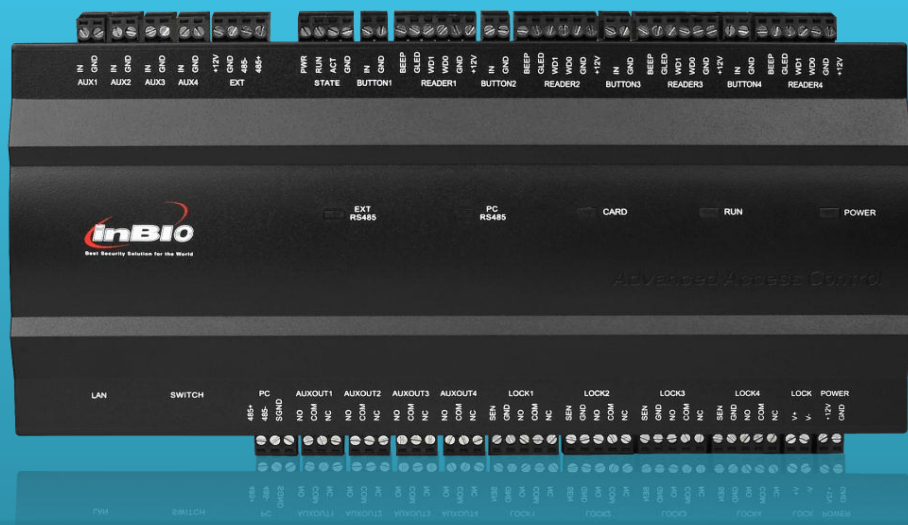 IN GND IN GND IN GND IN GND +12V GND 485- 485+ PWR RUN ACT GND IN GND BEEP GLED WD1 WD0 GND +12V IN GND BEEP GLED WD1 WD0 GND +12V IN GND BEEP GLED WD1 WD0 GND +12V IN GND BEEP GLED WD1 WD0 GND +12V
AUX1 AUX2 AUX3 AUX4 EXT STATE BUTTON1 READER1 BUTTON2 READER2 BUTTON3 READER3 BUTTON4 READER4
EXT
RS485
PC
RS485
CARD
RUN
POWER
inBIO
Best Security Solution for the World
Advanced Access Control
LAN SWITCH PC AUXOUT1 AUXOUT2 AUXOUT3 AUXOUT4 LOCK1 LOCK2 LOCK3 LOCK4 LOCK POWER
485+ 485- SGND NO COM NC NO COM NC NO COM NC NO COM NC SEN GND NO COM NC SEN GND NO COM NC SEN GND NO COM NC SEN GND NO COM NC V+ V- +12V GND